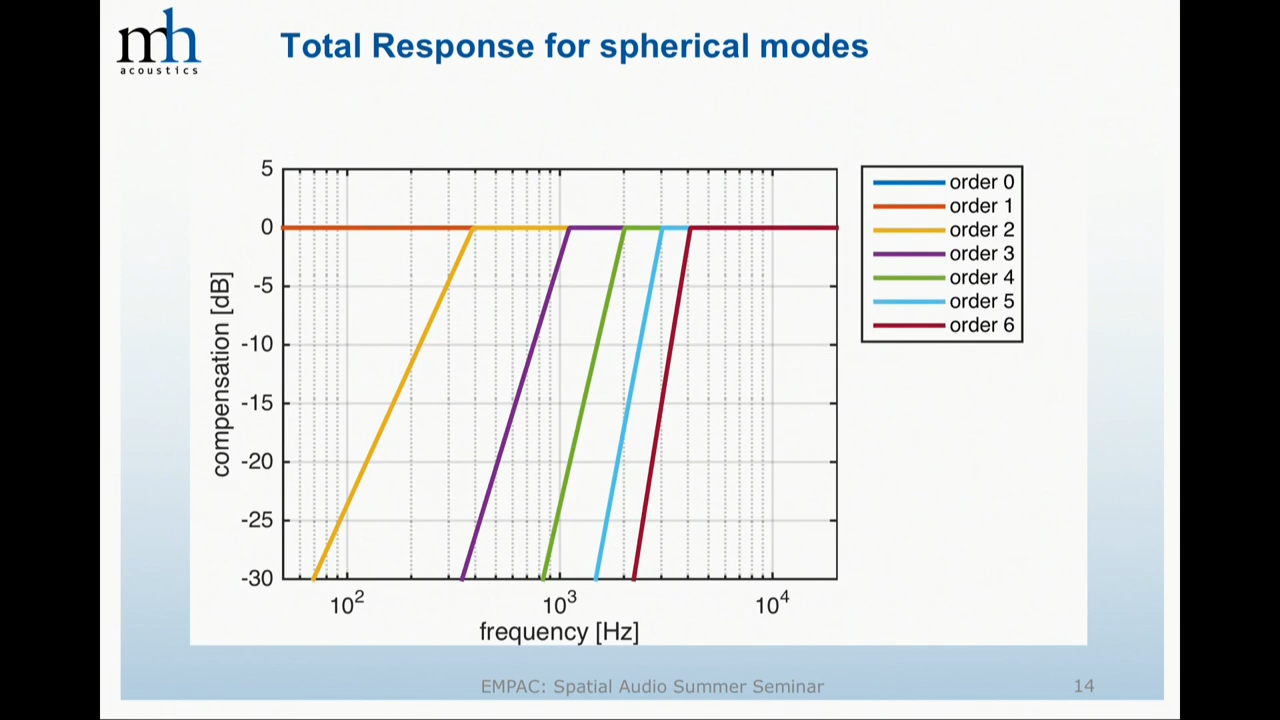 mh
acoustics
Total Response for spherical modes
5
0
-5
-10
-15
-20
-25
-30
compensation [dB]
10²
10³
10⁴
frequency [Hz]
order 0
order 1
order 2
order 3
order 4
order 5
order 6
EMPAC: Spatial Audio Summer Seminar
14